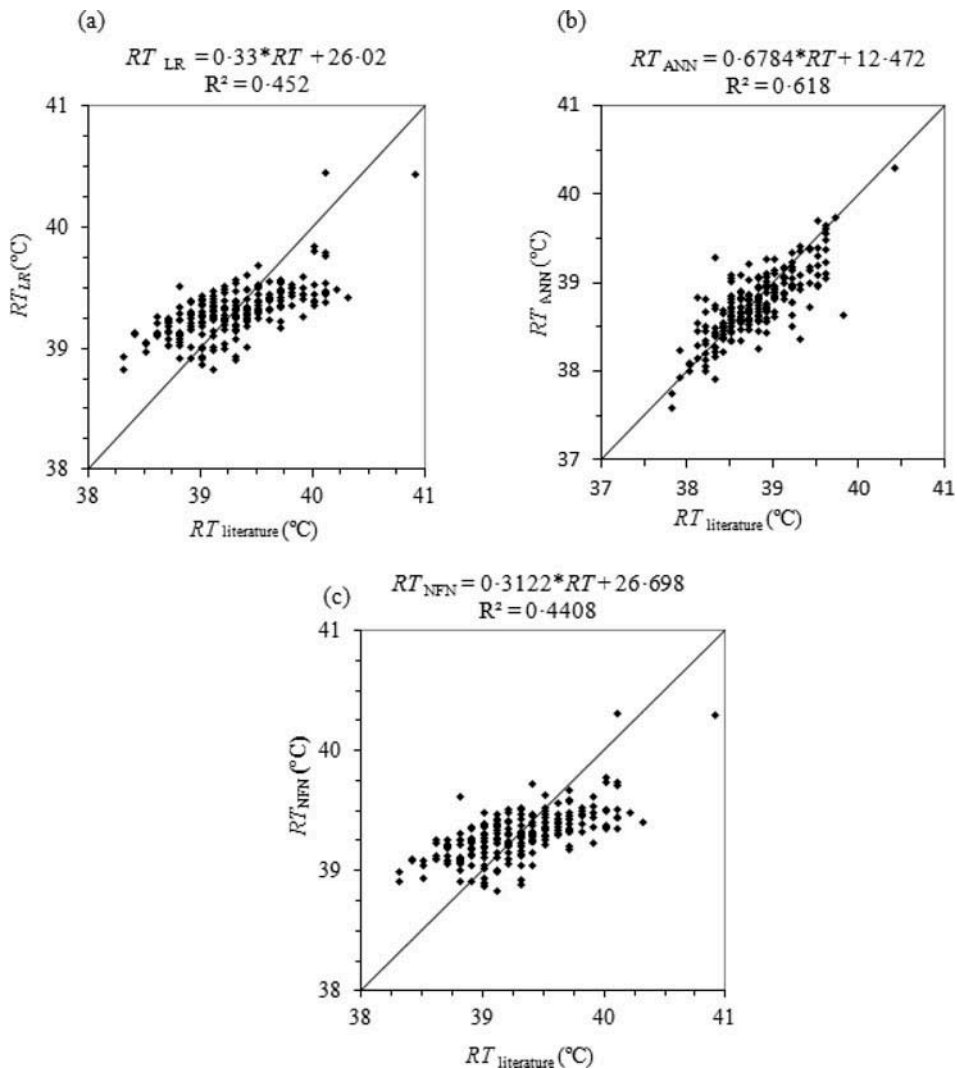 (a)
RT LR =0·33*RT +26·02
R² =0·452
41
40
39
38
38
39
40
41
RT LR (°C)
RT literature (°C)
(b)
RT ANN =0·6784*RT+12·472
R² =0·618
41
40
39
38
37
37
38
39
40
41
RT ANN (°C)
RT literature (°C)
(c)
RT NFN = 0·3122*RT+26·698
R² =0·4408
41
40
39
38
38
39
40
41
RT NFN (°C)
RT literature (°C)